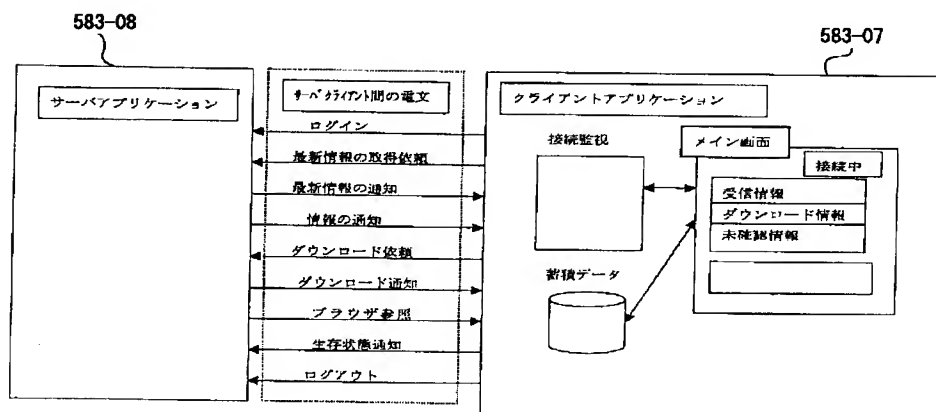 583-08
583-07
サーバアプリケーション
サーバクライアント間の電文
クライアントアプリケーション
ログイン
最新情報の取得依頼
最新情報の通知
情報の通知
ダウンロード依頼
ダウンロード通知
ブラウザ参照
生存状態通知
ログアウト
接続監視
蓄積データ
メイン画面
接続中
受信情報
ダウンロード情報
未確認情報